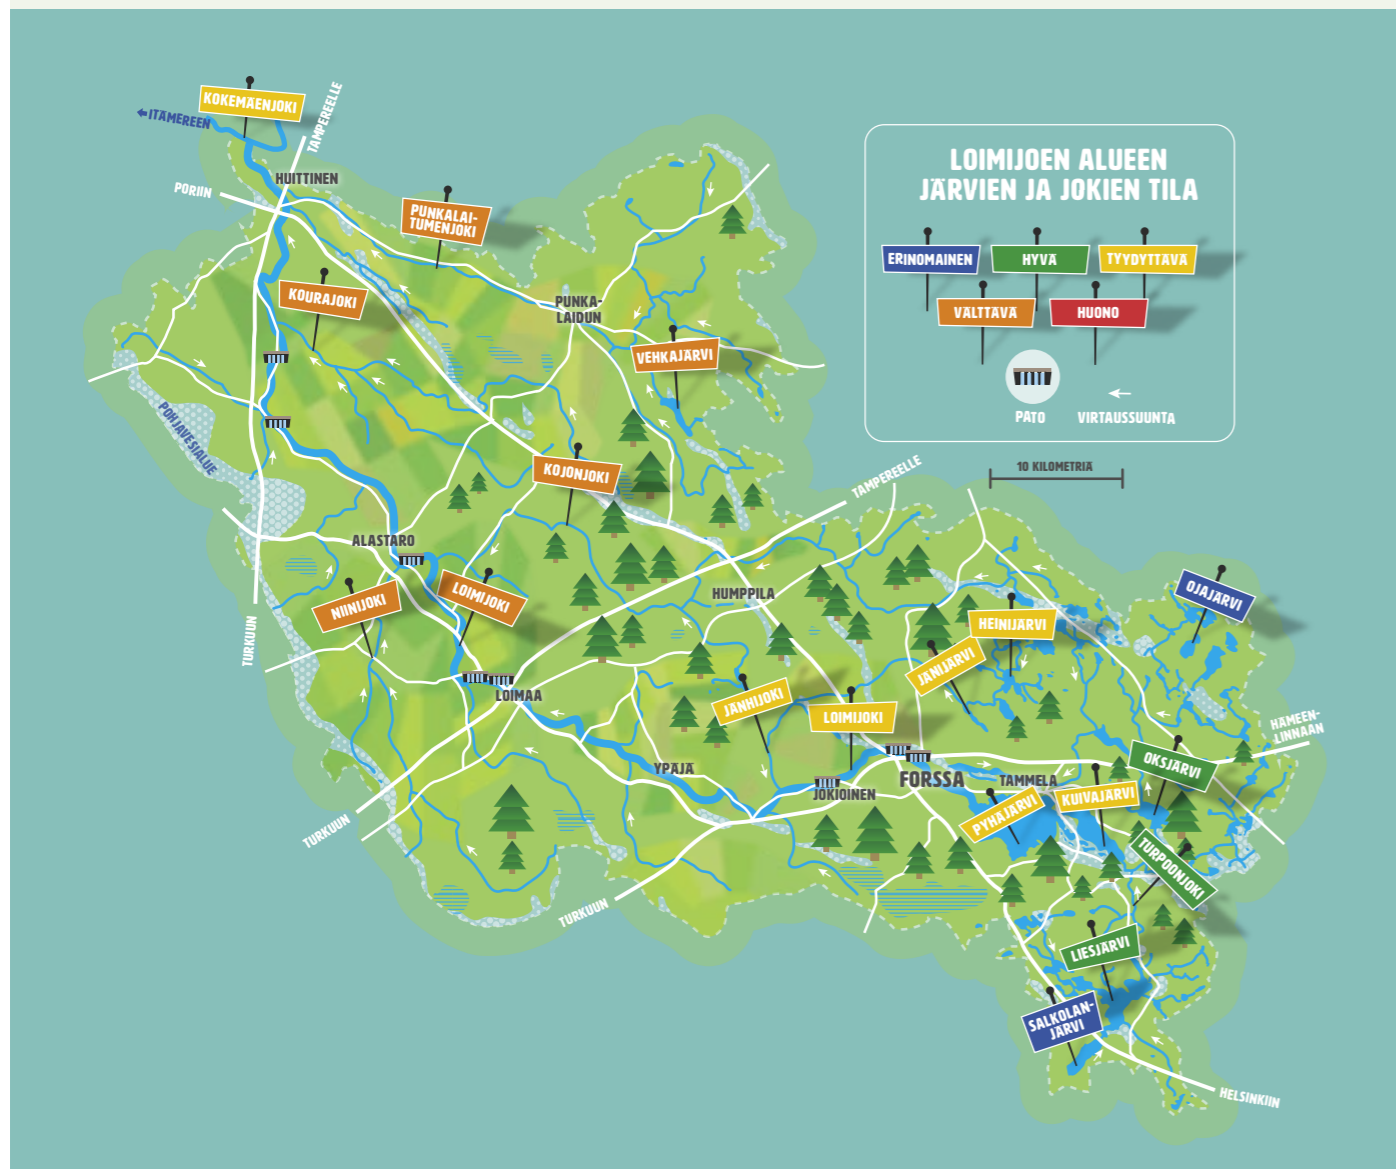 KOKEMÄENJOKI
ITÄMEREEN
TAMPEREELLE
PORIIN
HUITTINEN
PUNKALAI-
TUMENJOKI
LOIMIJOEN ALUEEN
JÄRVIEN JA JOKIEN TILA
ERINOMAINEN
HYVÄ
TYYDYTTÄVÄ
VÄLTTÄVÄ
HUONO
PATO
VIRTAUSSUUNTA
10 KILOMETRIÄ
KOURAJOKI
PUNKA-
LAIDUN
VEHKAJÄRVI
POHJAVESIALUE
KOJONJOKI
TAMPEREELLE
ALASTARO
NIINIJOKI
LOIMIJOKI
HUMPPILA
TURKUUN
LOIMAA
HEINIJÄRVI
OJAJÄRVI
JÄNIJÄRVI
JÄNHIJOKI
LOIMIJOKI
HÄMEEN-
LINNAAN
YPÄJÄ
JOKIOINEN
FORSSA
TAMMELA
OKSJÄRVI
PYHÄJÄRVI
KUIVAJÄRVI
TURKUUN
TURPOONJOKI
TURKUUN
LIESJÄRVI
SALKOLAN-
JÄRVI
HELSINKIIN